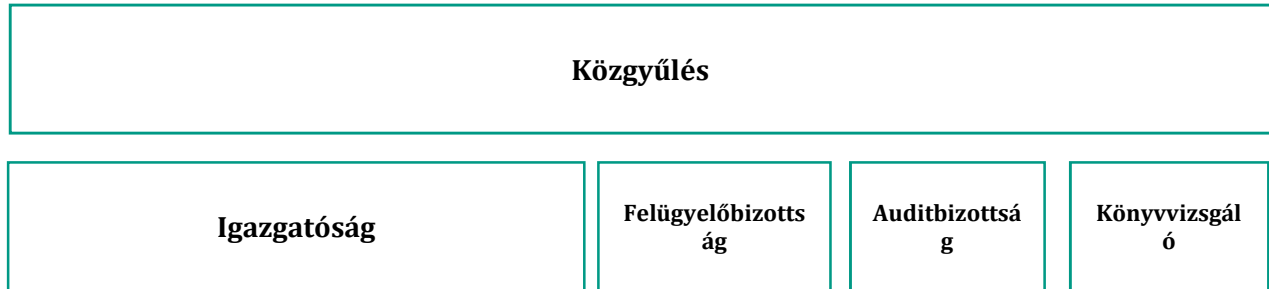 Közgyűlés
Igazgatóság
Felügyelőbizotts
ág
Auditbizottsá
g
Könyvvizsgál
ó